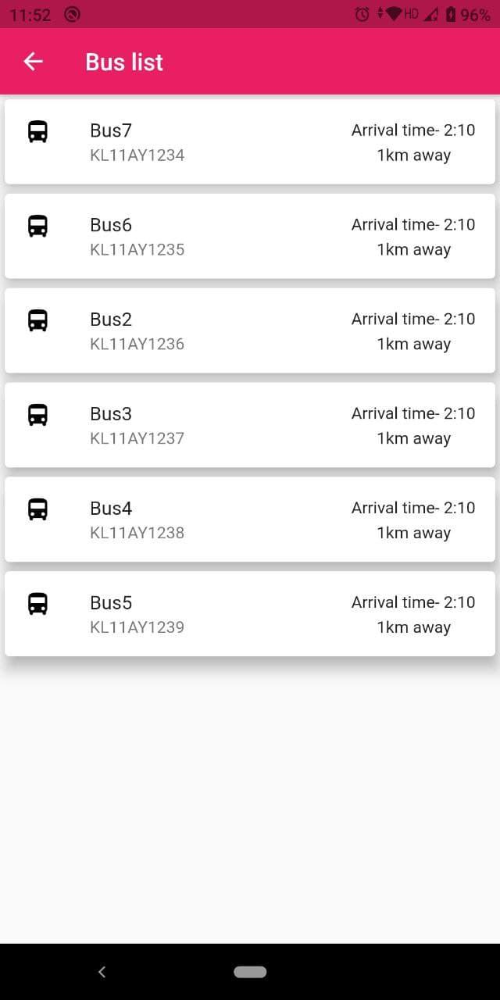 11:52 HD 96%
Bus list
Bus7 Arrival time- 2:10
KL11AY1234 1km away
Bus6 Arrival time- 2:10
KL11AY1235 1km away
Bus2 Arrival time- 2:10
KL11AY1236 1km away
Bus3 Arrival time- 2:10
KL11AY1237 1km away
Bus4 Arrival time- 2:10
KL11AY1238 1km away
Bus5 Arrival time- 2:10
KL11AY1239 1km away